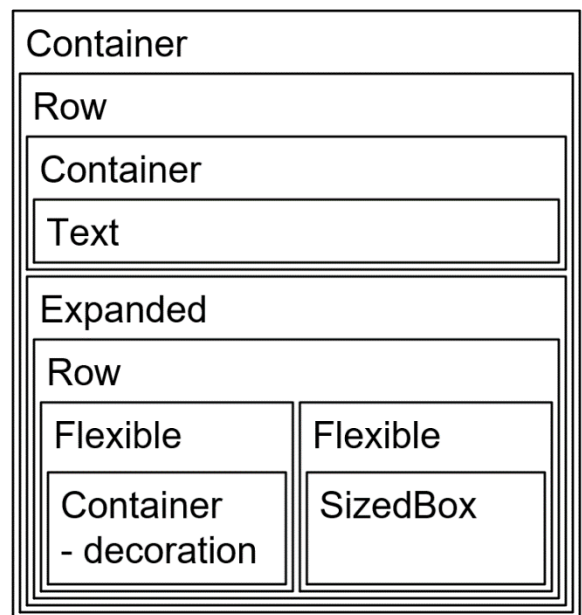 Container
Row
Container
Text
Expanded
Row
Flexible
Container
- decoration
Flexible
SizedBox